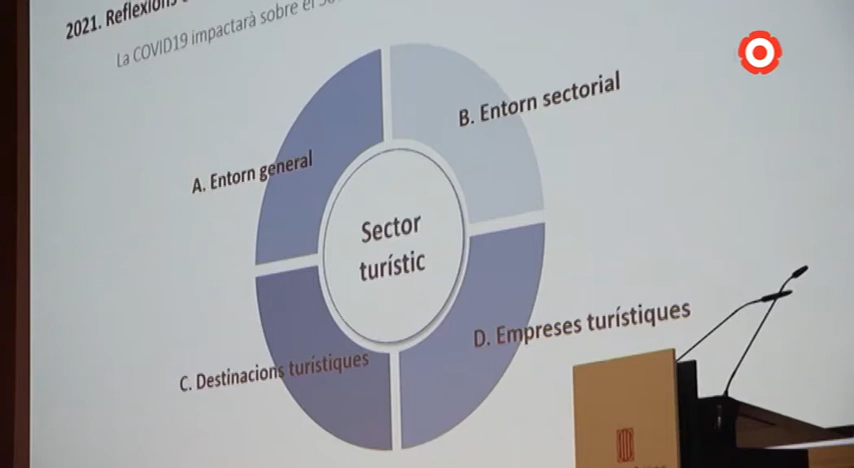 2021. Reflexions
La COVID19 impactarà sobre el
B. Entorn sectorial
A. Entorn general
Sector
turístic
D. Empreses turístiques
C. Destinacions turístiques